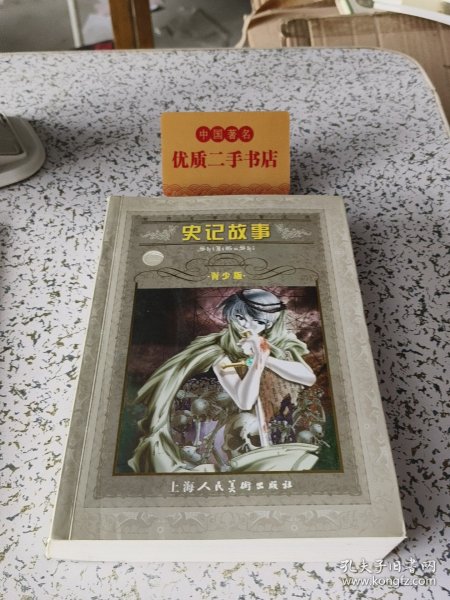 中国著名
优质二手书店
史记故事
·青少版·
上海人民美術出版社
孔夫子旧书网
www.kongfz.com